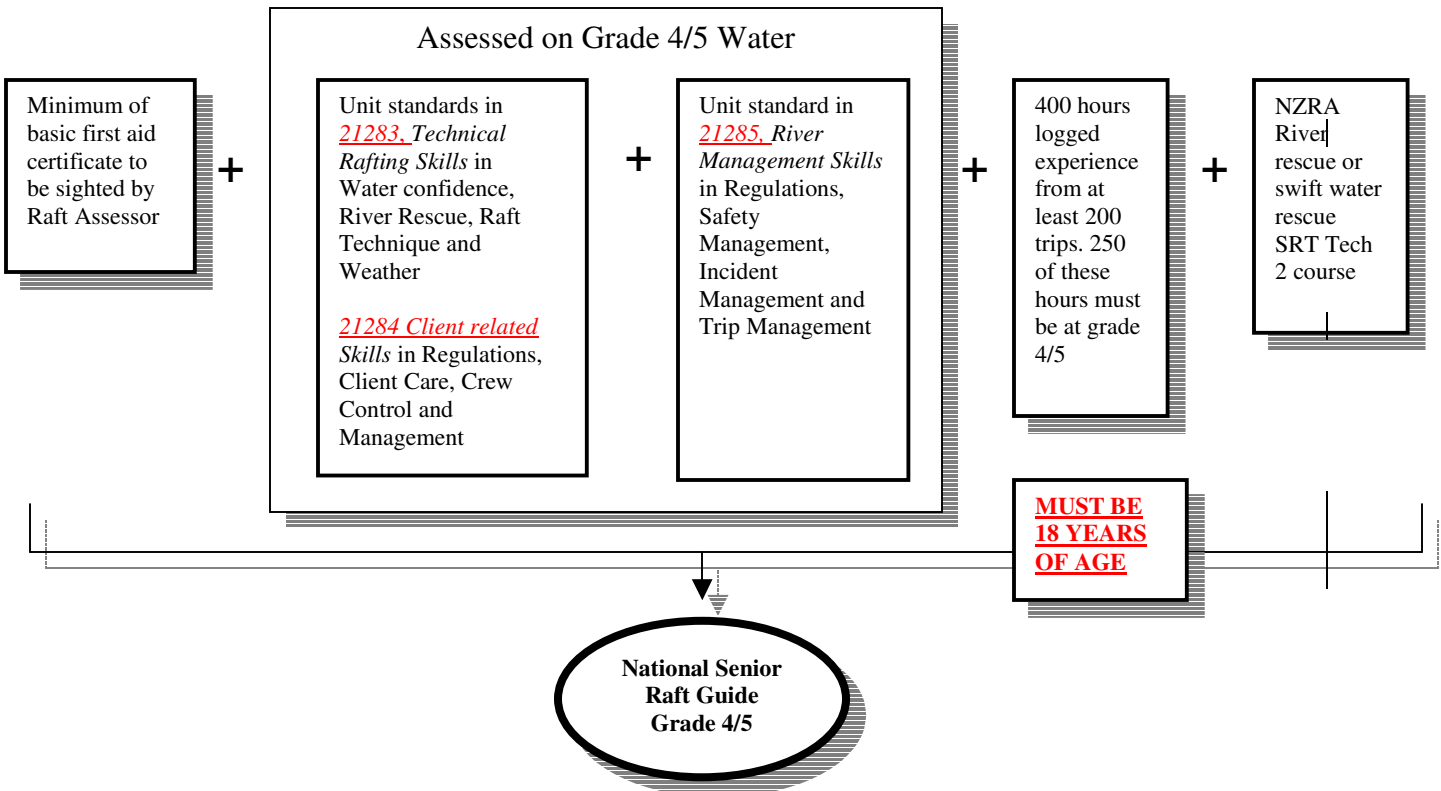 Assessed on Grade 4/5 Water
Minimum of
basic first aid
certificate to
be sighted by
Raft Assessor
+
Unit standards in
21283, Technical
Rafting Skills in
Water confidence,
River Rescue, Raft
Technique and
Weather
21284 Client related
Skills in Regulations,
Client Care, Crew
Control and
Management
+
Unit standard in
21285, River
Management Skills
in Regulations,
Safety
Management,
Incident
Management and
Trip Management
+
400 hours
logged
experience
from at
least 200
trips. 250
of these
hours must
be at grade
4/5
+
NZRA
River
rescue or
swift water
rescue
SRT Tech
2 course
MUST BE
18 YEARS
OF AGE
National Senior
Raft Guide
Grade 4/5